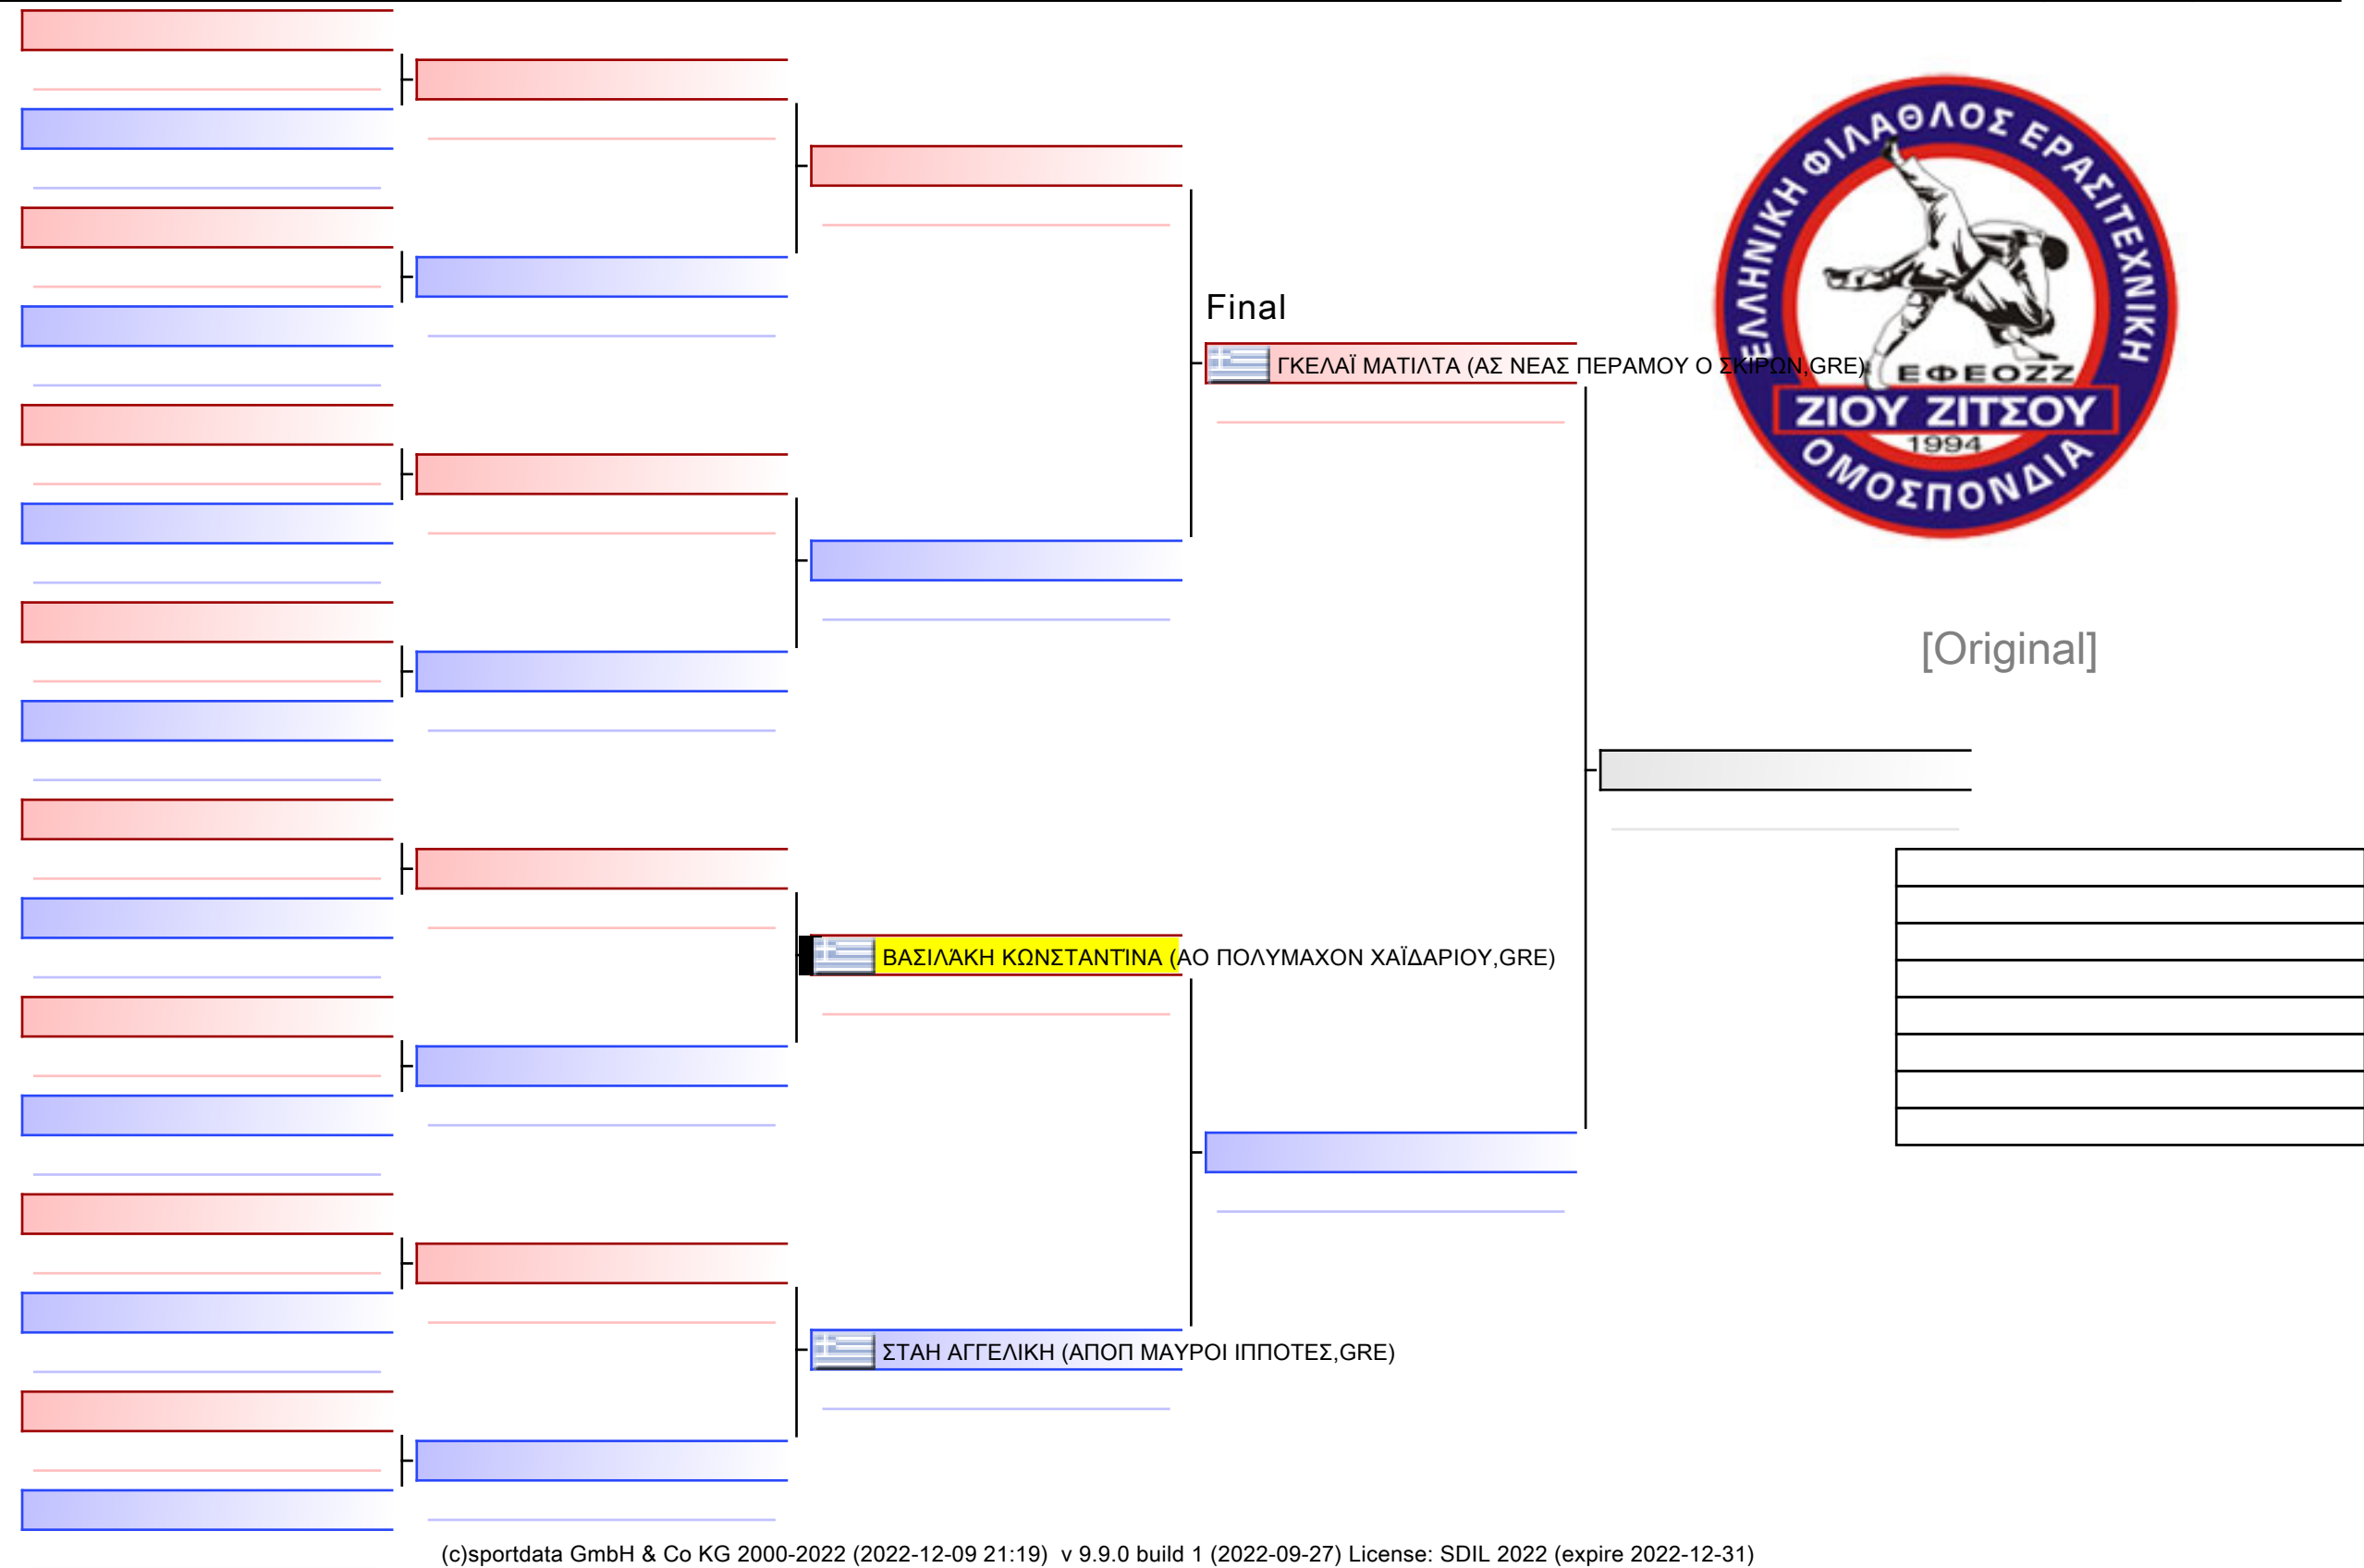 ΕΛΛΗΝΙΚΗ ΦΙΛΑΘΛΟΣ ΕΡΑΣΙΤΕΧΝΙΚΗ
Final
ΓΚΕΛΑΪ ΜΑΤΙΛΤΑ (ΑΣ ΝΕΑΣ ΠΕΡΑΜΟΥ Ο ΣΚΙΡΩΝ,GRE)
ΕΦΕΟΖΖ
ΖΙΟΥ ΖΙΤΣΟΥ
1994
ΟΜΟΣΠΟΝΔΙΑ
[Original]
ΒΑΣΙΛΆΚΗ ΚΩΝΣΤΑΝΤΊΝΑ (ΑΟ ΠΟΛΥΜΑΧΟΝ ΧΑΪΔΑΡΙΟΥ,GRE)
ΣΤΑΗ ΑΓΓΕΛΙΚΗ (ΑΠΟΠ ΜΑΥΡΟΙ ΙΠΠΟΤΕΣ,GRE)
(c)sportdata GmbH & Co KG 2000-2022 (2022-12-09 21:19) v 9.9.0 build 1 (2022-09-27) License: SDIL 2022 (expire 2022-12-31)